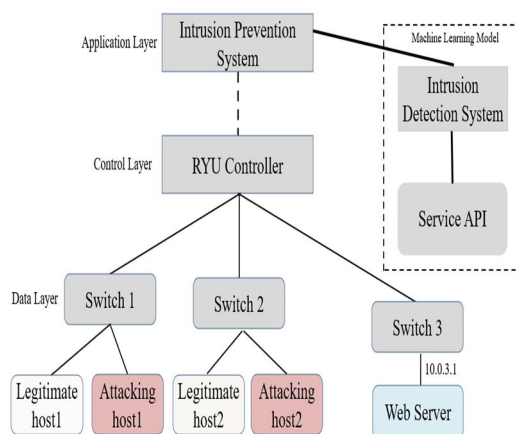 Application Layer
Intrusion Prevention
System
Machine Learning Model
Intrusion
Detection System
Control Layer
RYU Controller
Service API
Data Layer
Switch 1
Switch 2
Switch 3
10.0.3.1
Legitimate
host1
Attacking
host1
Legitimate
host2
Attacking
host2
Web Server